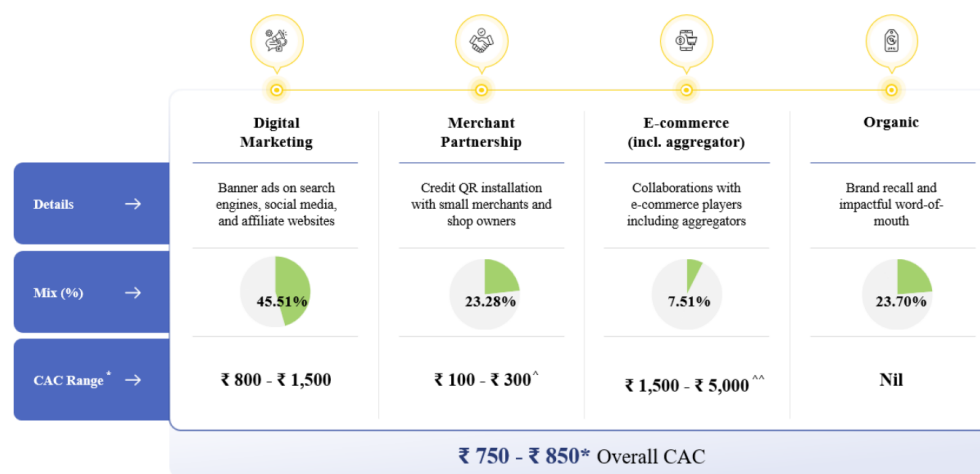 Digital
Marketing
Merchant
Partnership
E-commerce
(incl. aggregator)
Organic
Details
Banner ads on search
engines, social media,
and affiliate websites
Credit QR installation
with small merchants and
shop owners
Collaborations with
e-commerce players
including aggregators
Brand recall and
impactful word-of-
mouth
Mix (%)
45.51%
23.28%
7.51%
23.70%
CAC Range*
₹ 800 - ₹ 1,500
₹ 100 - ₹ 300^
₹ 1,500 - ₹ 5,000^^
Nil
₹ 750 - ₹ 850* Overall CAC